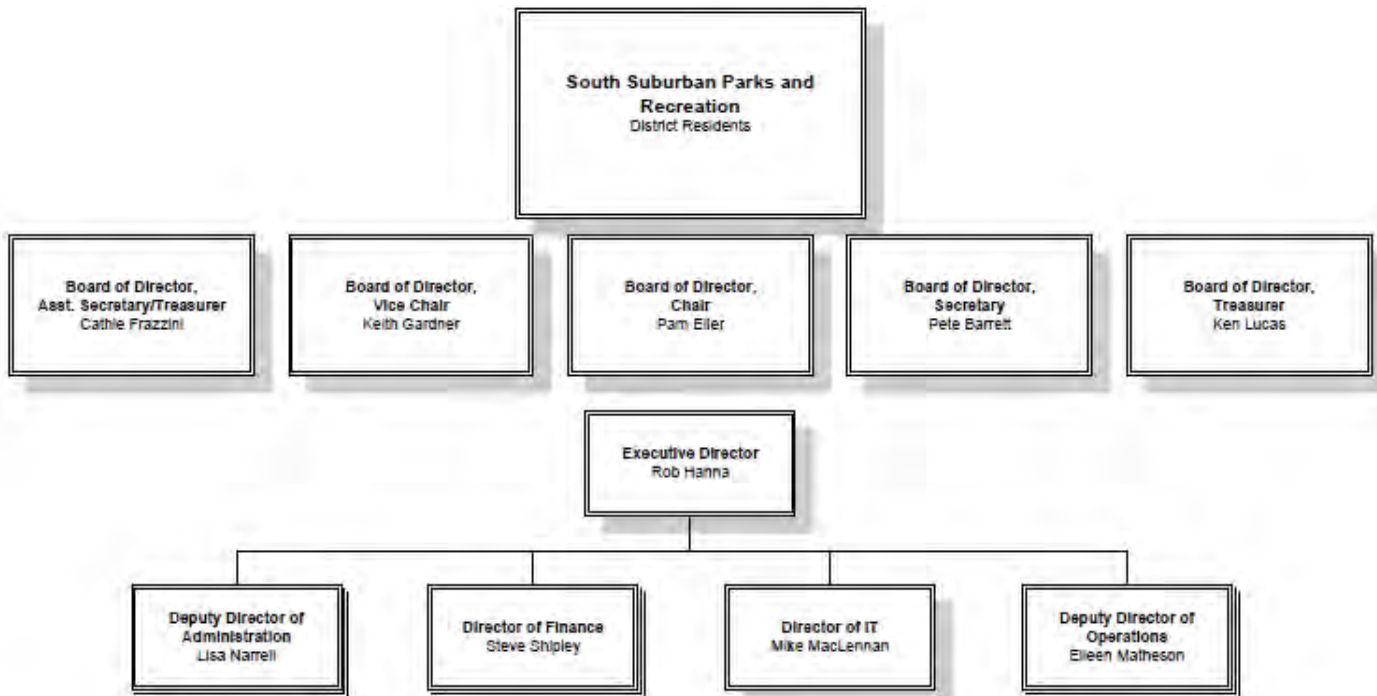 South Suburban Parks and
Recreation
District Residents
Board of Director,
Asst. Secretary/Treasurer
Cathie Frazzini
Board of Director,
Vice Chair
Keith Gardner
Board of Director,
Chair
Pam Eller
Board of Director,
Secretary
Pete Barrett
Board of Director,
Treasurer
Ken Lucas
Executive Director
Rob Hanna
Deputy Director of
Administration
Lisa Narrell
Director of Finance
Steve Shipley
Director of IT
Mike MacLennan
Deputy Director of
Operations
Eileen Matheson